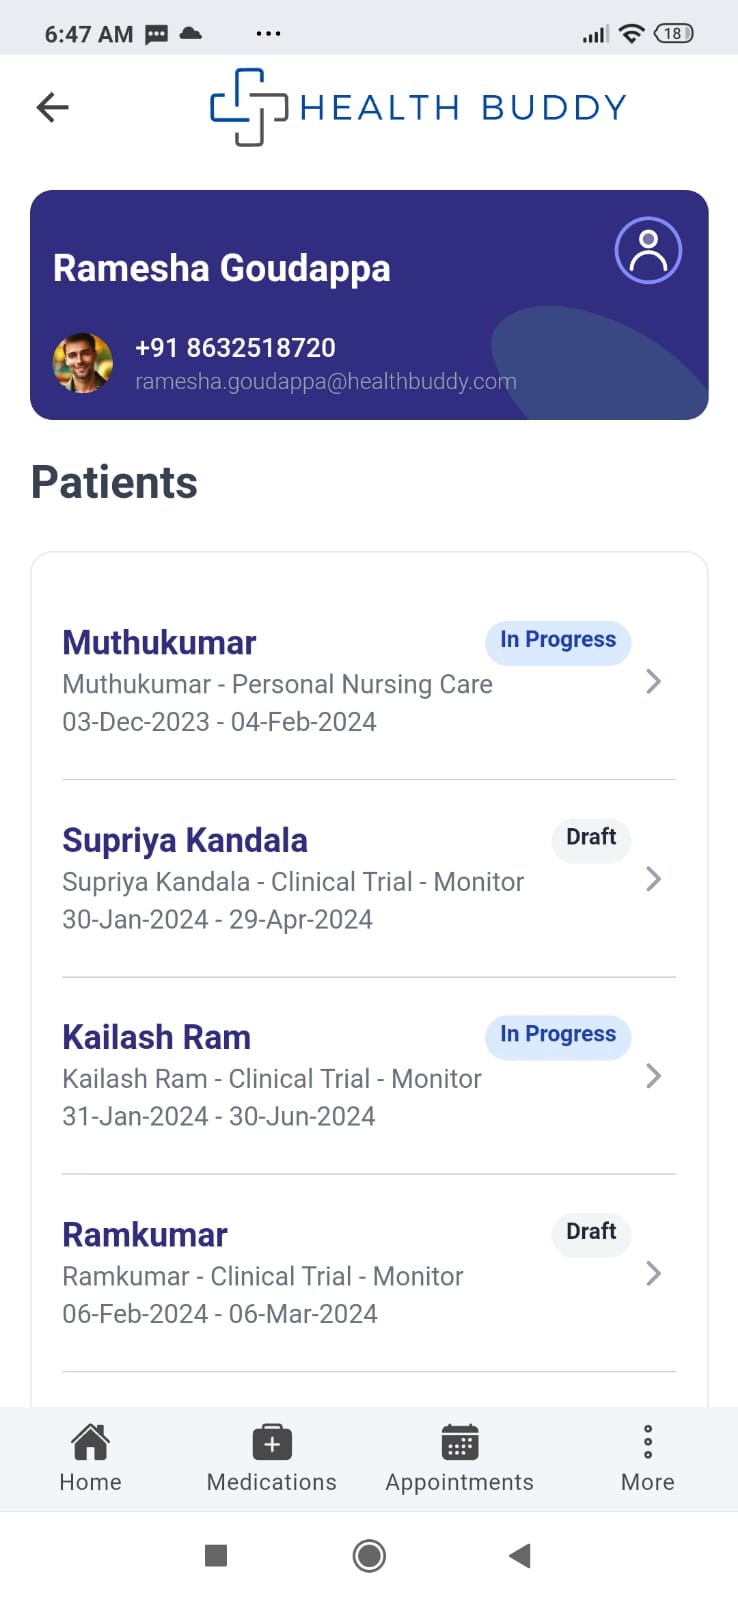 6:47 AM
18
HEALTH BUDDY
Ramesha Goudappa
+91 8632518720
ramesha.goudappa@healthbuddy.com
Patients
Muthukumar
In Progress
Muthukumar - Personal Nursing Care
03-Dec-2023 - 04-Feb-2024
Supriya Kandala
Draft
Supriya Kandala - Clinical Trial - Monitor
30-Jan-2024 - 29-Apr-2024
Kailash Ram
In Progress
Kailash Ram - Clinical Trial - Monitor
31-Jan-2024 - 30-Jun-2024
Ramkumar
Draft
Ramkumar - Clinical Trial - Monitor
06-Feb-2024 - 06-Mar-2024
Home
Medications
Appointments
More